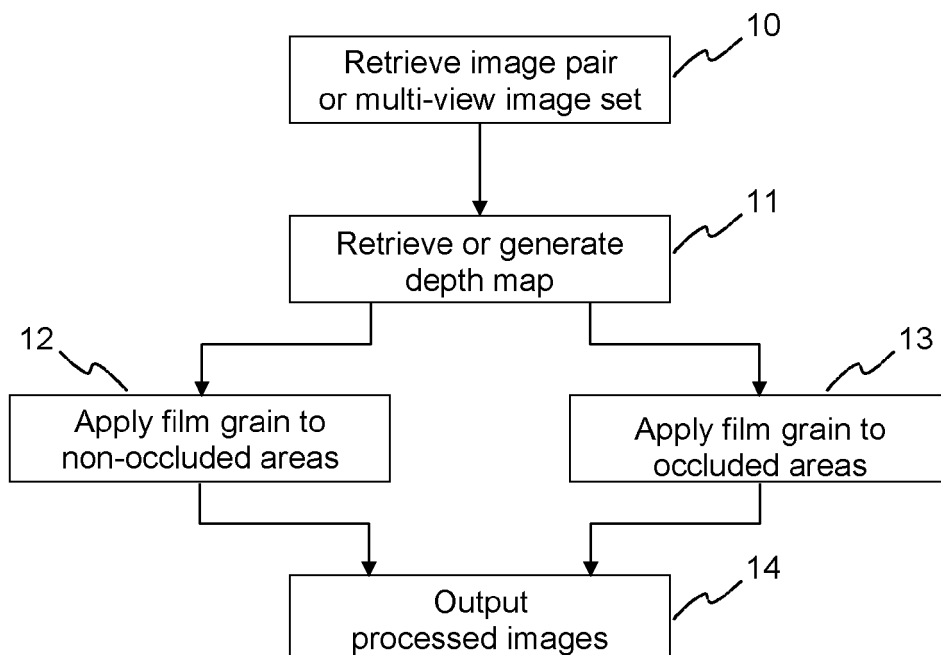 10
Retrieve image pair
or multi-view image set
11
Retrieve or generate
depth map
12
13
Apply film grain to
non-occluded areas
Apply film grain to
occluded areas
14
Output
processed images